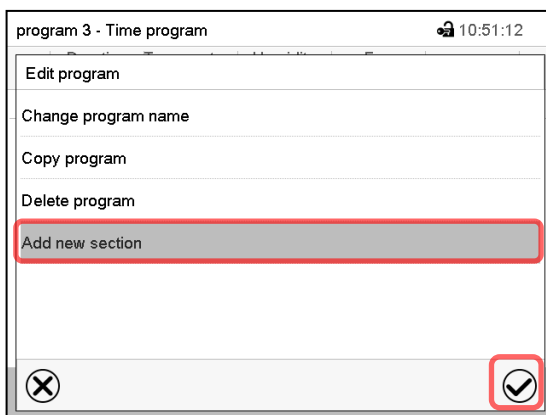 program 3 - Time program 10:51:12
Edit program
Change program name
Copy program
Delete program
Add new section